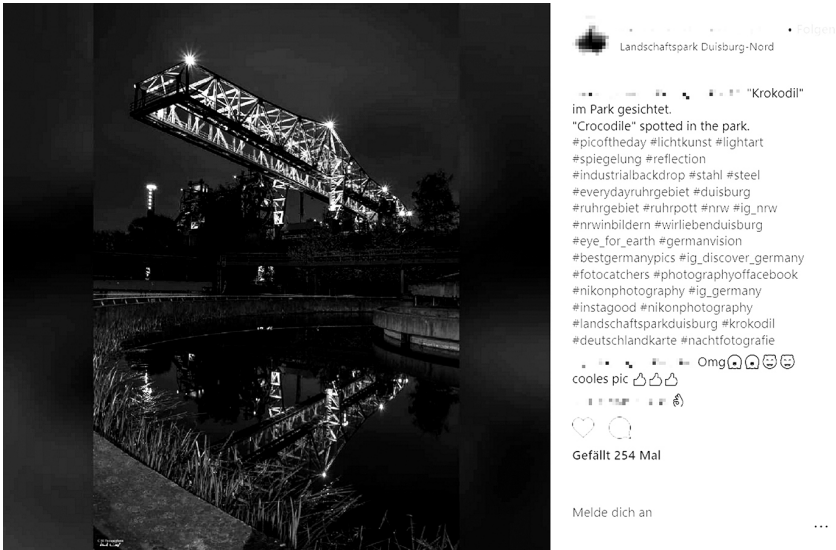 Folgen
Landschaftspark Duisburg-Nord
"Krokodil"
im Park gesichtet.
"Crocodile" spotted in the park.
#picoftheday #lichtkunst #lightart
#spiegelung #reflection
#industrialbackdrop #stahl #steel
#everydayruhrgebiet #duisburg
#ruhrgebiet #ruhrpott #nrw #ig_nrw
#nrwinbildern #wirliebenduisburg
#eye_for_earth #germanvision
#bestgermanypics #ig_discover_germany
#fotocatchers #photographyoffacebook
#nikonphotography #ig_germany
#instagood #nikonphotography
#landschaftsparkduisburg #krokodil
#deutschlandkarte #nachtfotografie
Omg
cooles pic
Gefällt 254 Mal
Melde dich an
...